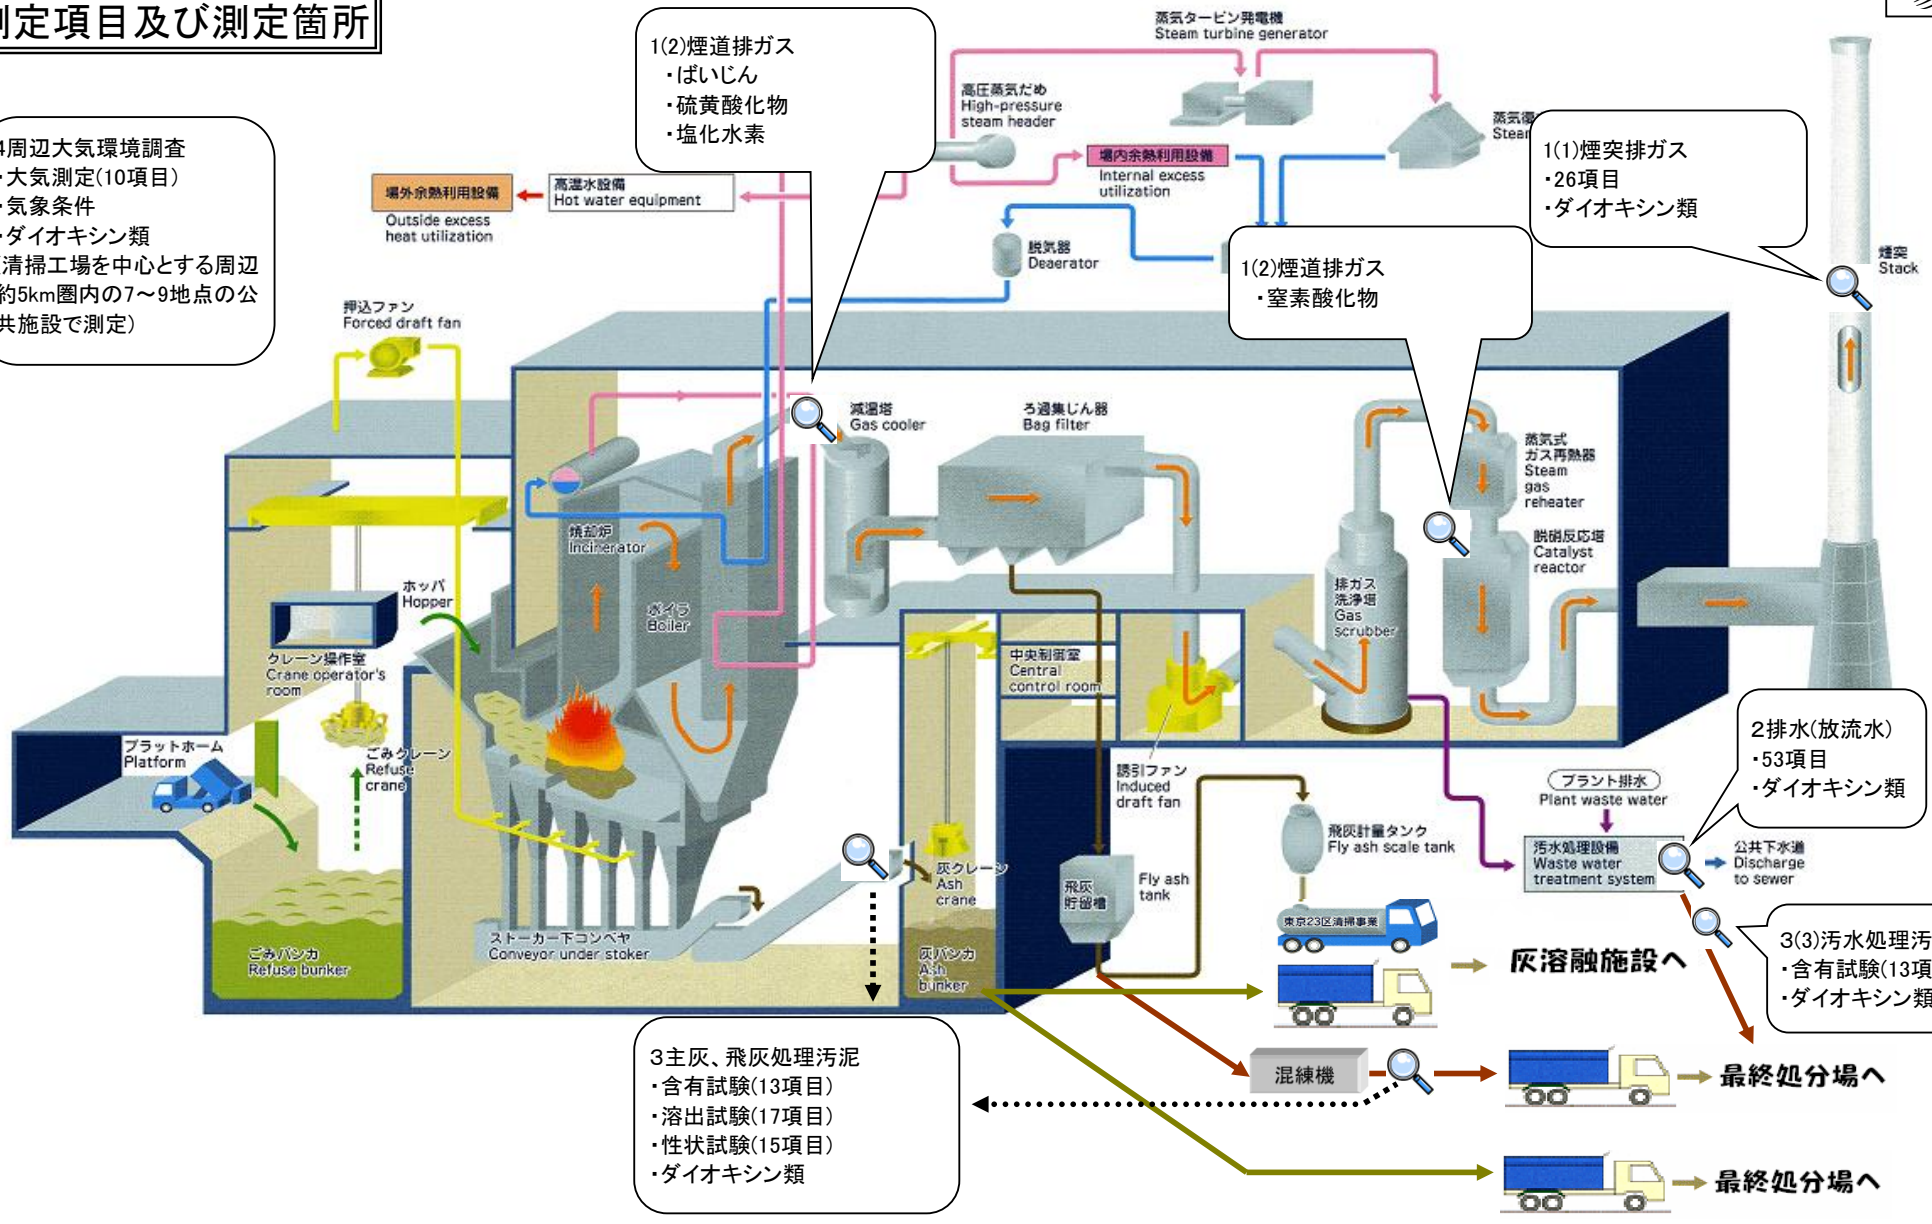 測定項目及び測定箇所
4周辺大気環境調査
・大気測定(10項目)
・気象条件
・ダイオキシン類
(清掃工場を中心とする周辺
約5km圏内の7～9地点の公
共施設で測定)
1(2)煙道排ガス
・ばいじん
・硫黄酸化物
・塩化水素
蒸気タービン発電機
Steam turbine generator
高圧蒸気だめ
High-pressure
steam header
蒸気復
Stea
1(1)煙突排ガス
・26項目
・ダイオキシン類
煙突
Stack
場外余熱利用設備
Outside excess
heat utilization
高温水設備
Hot water equipment
場内余熱利用設備
Internal excess
utilization
脱気器
Deaerator
1(2)煙道排ガス
・窒素酸化物
押込ファン
Forced draft fan
減温塔
Gas cooler
ろ過集じん器
Bag filter
蒸気式
ガス再熱器
Steam
gas
reheater
焼却炉
Incinerator
脱硝反応塔
Catalyst
reactor
ホッパ
Hopper
ボイラ
Boiler
排ガス
洗浄塔
Gas
scrubber
クレーン操作室
Crane operator's
room
中央制御室
Central
control room
プラットホーム
Platform
ごみクレーン
Refuse
crane
誘引ファン
Induced
draft fan
2排水(放流水)
・53項目
・ダイオキシン類
プラント排水
Plant waste water
飛灰計量タンク
Fly ash scale tank
汚水処理設備
Waste water
treatment system
公共下水道
Discharge
to sewer
灰クレーン
Ash
crane
飛灰
貯留槽
Fly ash
tank
東京23区清掃事業
ごみバンカ
Refuse bunker
ストーカー下コンベヤ
Conveyor under stoker
灰バンカ
Ash
bunker
灰溶融施設へ
3(3)汚水処理汚
・含有試験(13項
・ダイオキシン類
3主灰、飛灰処理汚泥
・含有試験(13項目)
・溶出試験(17項目)
・性状試験(15項目)
・ダイオキシン類
混練機
最終処分場へ
最終処分場へ